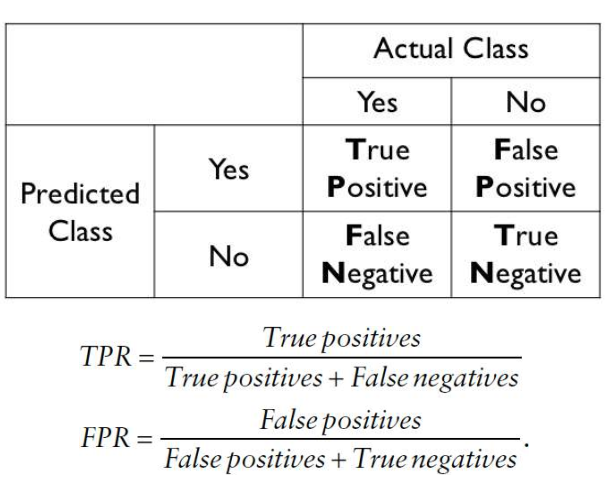 Actual Class
Yes No
Predicted Class
Yes
True Positive
False Positive
No
False Negative
True Negative
TPR = True positives / True positives + False negatives
FPR = False positives / False positives + True negatives .